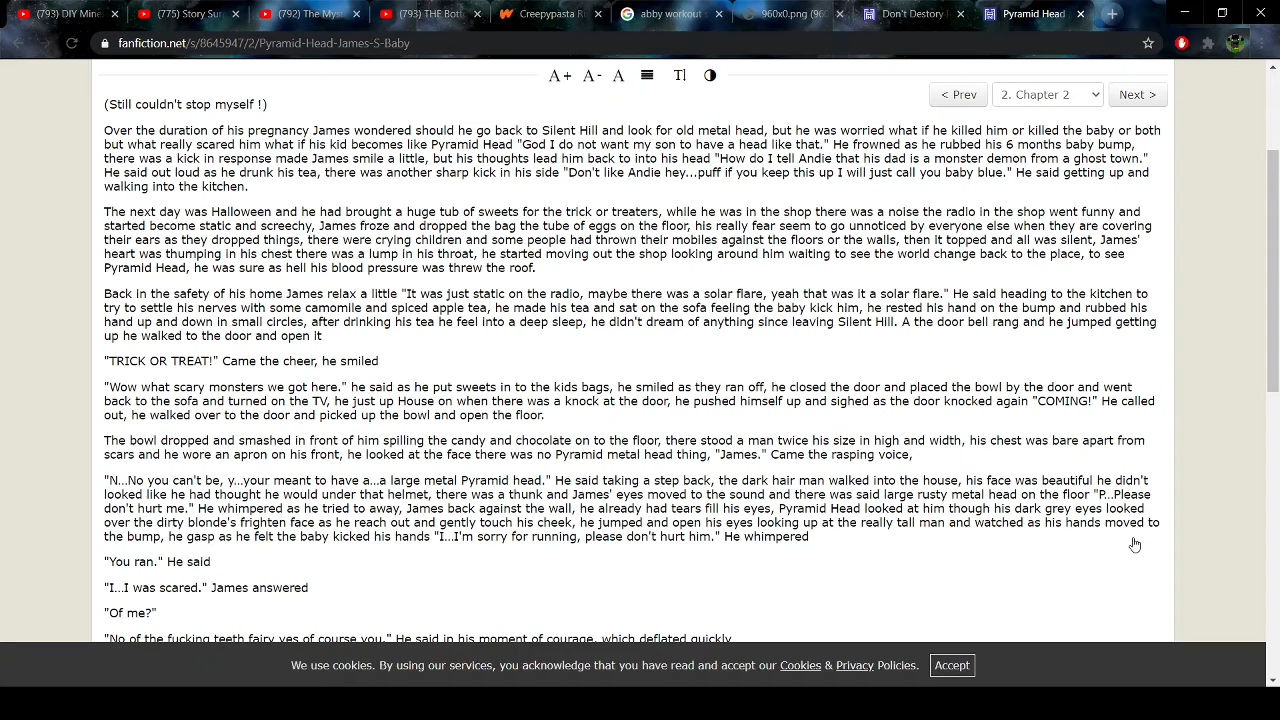 (793) DIY Mine
(775) Story Su
(792) The Myst
(793) THE Bott
Creepypasta R
abby workout
960x0.png (96
Don't Destory
Pyramid Head
fanfiction.net/s/8645947/2/Pyramid-Head-James-S-Baby
A+ A- A
(Still couldn't stop myself !)
< Prev
2. Chapter 2
Next >
Over the duration of his pregnancy James wondered should he go back to Silent Hill and look for old metal head, but he was worried what if he killed him or killed the baby or both
but what really scared him what if his kid becomes like Pyramid Head "God I do not want my son to have a head like that." He frowned as he rubbed his 6 months baby bump,
there was a kick in response made James smile a little, but his thoughts lead him back to into his head "How do I tell Andie that his dad is a monster demon from a ghost town."
He said out loud as he drunk his tea, there was another sharp kick in his side "Don't like Andie hey...puff if you keep this up I will just call you baby blue." He said getting up and
walking into the kitchen.
The next day was Halloween and he had brought a huge tub of sweets for the trick or treaters, while he was in the shop there was a noise the radio in the shop went funny and
started become static and screechy, James froze and dropped the bag the tube of eggs on the floor, his really fear seem to go unnoticed by everyone else when they are covering
their ears as they dropped things, there were crying children and some people had thrown their mobiles against the floors or the walls, then it topped and all was silent, James'
heart was thumping in his chest there was a lump in his throat, he started moving out the shop looking around him waiting to see the world change back to the place, to see
Pyramid Head, he was sure as hell his blood pressure was threw the roof.
Back in the safety of his home James relax a little "It was just static on the radio, maybe there was a solar flare, yeah that was it a solar flare." He said heading to the kitchen to
try to settle his nerves with some camomile and spiced apple tea, he made his tea and sat on the sofa feeling the baby kick him, he rested his hand on the bump and rubbed his
hand up and down in small circles, after drinking his tea he feel into a deep sleep, he didn't dream of anything since leaving Silent Hill. A the door bell rang and he jumped getting
up he walked to the door and open it
"TRICK OR TREAT!" Came the cheer, he smiled
"Wow what scary monsters we got here." he said as he put sweets in to the kids bags, he smiled as they ran off, he closed the door and placed the bowl by the door and went
back to the sofa and turned on the TV, he just up House on when there was a knock at the door, he pushed himself up and sighed as the door knocked again "COMING!" He called
out, he walked over to the door and picked up the bowl and open the floor.
The bowl dropped and smashed in front of him spilling the candy and chocolate on to the floor, there stood a man twice his size in high and width, his chest was bare apart from
scars and he wore an apron on his front, he looked at the face there was no Pyramid metal head thing, "James." Came the rasping voice,
"N...No you can't be, y...your meant to have a...a large metal Pyramid head." He said taking a step back, the dark hair man walked into the house, his face was beautiful he didn't
looked like he had thought he would under that helmet, there was a thunk and James' eyes moved to the sound and there was said large rusty metal head on the floor "P...Please
don't hurt me." He whimpered as he tried to away, James back against the wall, he already had tears fill his eyes, Pyramid Head looked at him though his dark grey eyes looked
over the dirty blonde's frighten face as he reach out and gently touch his cheek, he jumped and open his eyes looking up at the really tall man and watched as his hands moved to
the bump, he gasp as he felt the baby kicked his hands "I...I'm sorry for running, please don't hurt him." He whimpered
"You ran." He said
"I...I was scared." James answered
"Of me?"
"No of the fucking teeth fairy yes of course you." He said in his moment of courage, which deflated quickly
We use cookies. By using our services, you acknowledge that you have read and accept our Cookies & Privacy Policies.
Accept